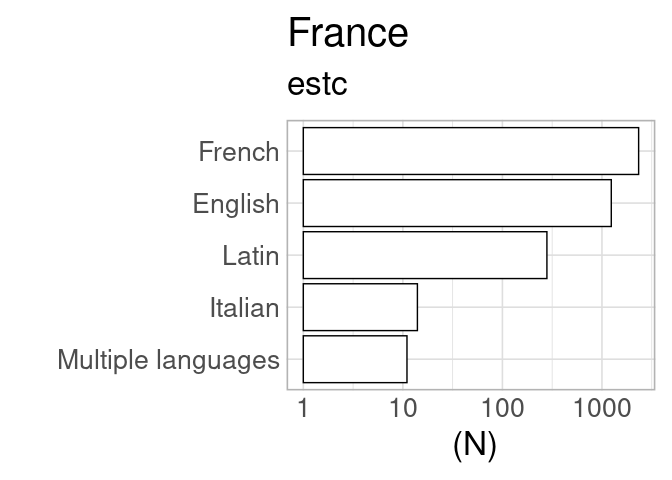 France
estc
French
English
Latin
Italian
Multiple languages
1 10 100 1000
(N)